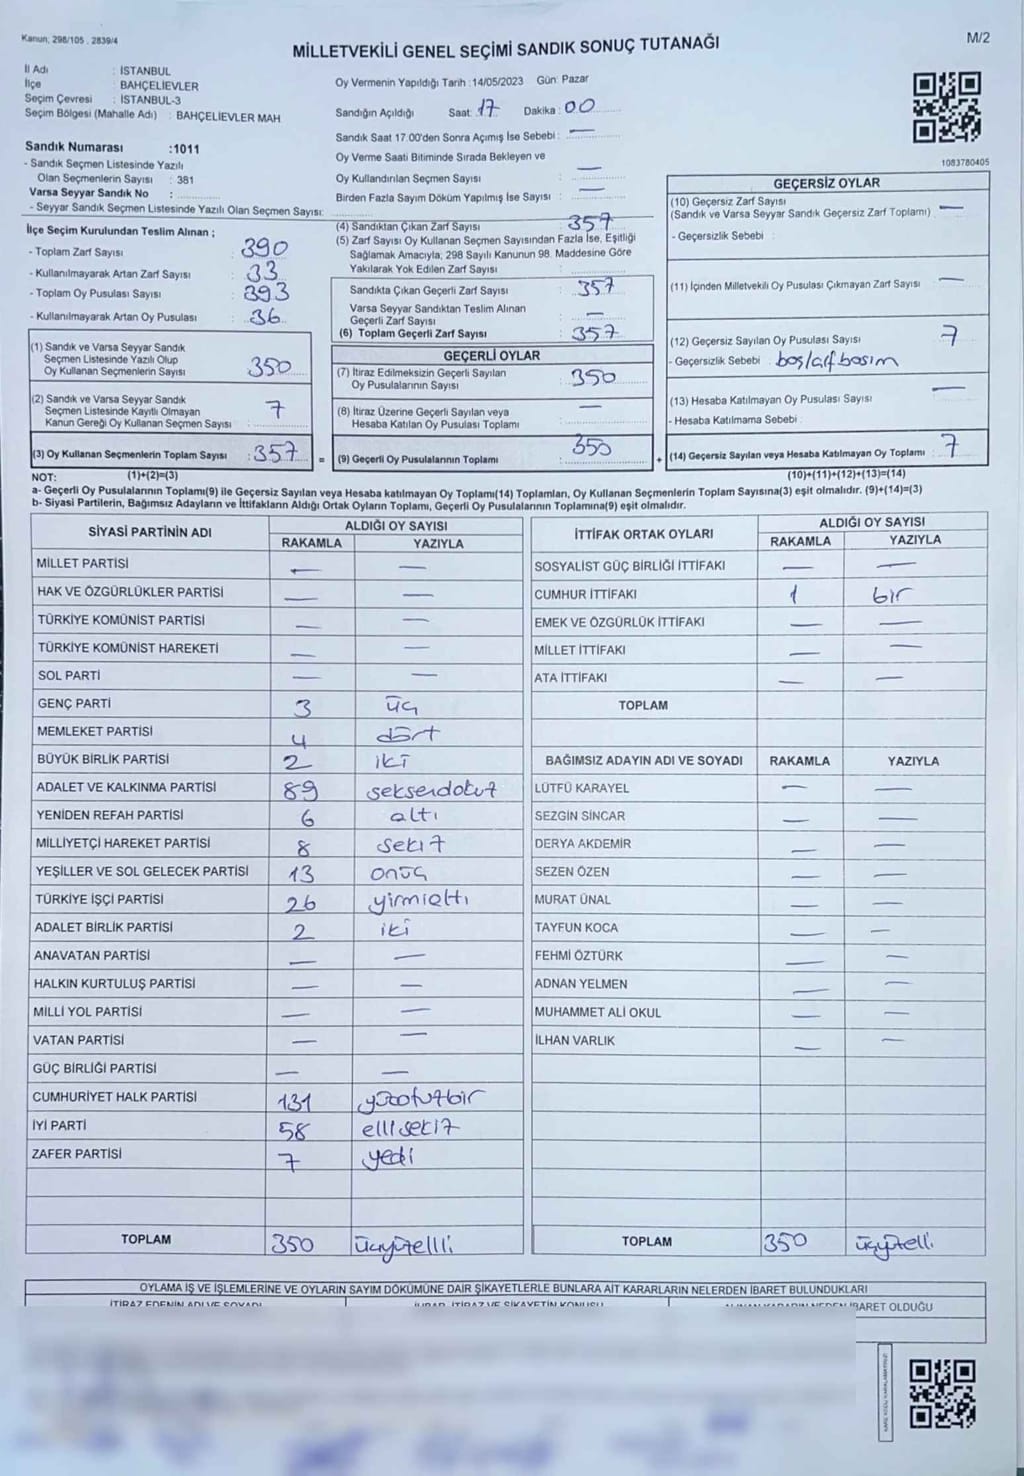 Kanun; 298/105 . 2839/4
MİLLETVEKİLİ GENEL SEÇİMİ SANDIK SONUÇ TUTANAĞI
M/2
İl Adı : İSTANBUL
İlçe : BAHÇELİEVLER
Seçim Çevresi : İSTANBUL-3
Seçim Bölgesi (Mahalle Adı) : BAHÇELİEVLER MAH
Oy Vermenin Yapıldığı Tarih :14/05/2023 Gün: Pazar
Sandığın Açıldığı Saat: 17 Dakika : 00
Sandık Saat 17.00'den Sonra Açımış İse Sebebi : —
Oy Verme Saati Bitiminde Sırada Bekleyen ve
Oy Kullandırılan Seçmen Sayısı : —
Birden Fazla Sayım Döküm Yapılmış İse Sayısı : —
Sandık Numarası :1011
- Sandık Seçmen Listesinde Yazılı
Olan Seçmenlerin Sayısı : 381
Varsa Seyyar Sandık No :
- Seyyar Sandık Seçmen Listesinde Yazılı Olan Seçmen Sayısı:
1083780405
İlçe Seçim Kurulundan Teslim Alınan ;
- Toplam Zarf Sayısı : 390
- Kullanılmayarak Artan Zarf Sayısı : 33
- Toplam Oy Pusulası Sayısı : 393
- Kullanılmayarak Artan Oy Pusulası : 36
(1) Sandık ve Varsa Seyyar Sandık
Seçmen Listesinde Yazılı Olup
Oy Kullanan Seçmenlerin Sayısı : 350
(2) Sandık ve Varsa Seyyar Sandık
Seçmen Listesinde Kayıtlı Olmayan
Kanun Gereği Oy Kullanan Seçmen Sayısı : 7
(3) Oy Kullanan Seçmenlerin Toplam Sayısı : 357 =
(1)+(2)=(3)
(4) Sandıktan Çıkan Zarf Sayısı : 357
(5) Zarf Sayısı Oy Kullanan Seçmen Sayısından Fazla İse, Eşitliği
Sağlamak Amacıyla; 298 Sayılı Kanunun 98. Maddesine Göre
Yakılarak Yok Edilen Zarf Sayısı
Sandıkta Çıkan Geçerli Zarf Sayısı : 357
Varsa Seyyar Sandıktan Teslim Alınan
Geçerli Zarf Sayısı : —
(6) Toplam Geçerli Zarf Sayısı : 357
GEÇERLİ OYLAR
(7) İtiraz Edilmeksizin Geçerli Sayılan
Oy Pusulalarının Sayısı : 350
(8) İtiraz Üzerine Geçerli Sayılan veya
Hesaba Katılan Oy Pusulası Toplamı : —
(9) Geçerli Oy Pusulalarının Toplamı : 350 +
GEÇERSİZ OYLAR
(10) Geçersiz Zarf Sayısı
(Sandık ve Varsa Seyyar Sandık Geçersiz Zarf Toplamı) : —
- Geçersizlik Sebebi :
(11) İçinden Milletvekili Oy Pusulası Çıkmayan Zarf Sayısı : —
(12) Geçersiz Sayılan Oy Pusulası Sayısı : 7
- Geçersizlik Sebebi :
(13) Hesaba Katılmayan Oy Pusulası Sayısı : —
- Hesaba Katılmama Sebebi :
(14) Geçersiz Sayılan veya Hesaba Katılmayan Oy Toplamı : 7
(10)+(11)+(12)+(13)=(14)
NOT:
a- Geçerli Oy Pusulalarının Toplamı(9) ile Geçersiz Sayılan veya Hesaba katılmayan Oy Toplamı(14) Toplamları, Oy Kullanan Seçmenlerin Toplam Sayısına(3) eşit olmalıdır. (9)+(14)=(3)
b- Siyasi Partilerin, Bağımsız Adayların ve İttifakların Aldığı Ortak Oyların Toplamı, Geçerli Oy Pusulalarının Toplamına(9) eşit olmalıdır.
SİYASİ PARTİNİN ADI ALDIĞI OY SAYISI
RAKAMLA YAZIYLA
MİLLET PARTİSİ — —
HAK VE ÖZGÜRLÜKLER PARTİSİ — —
TÜRKİYE KOMÜNİST PARTİSİ — —
TÜRKİYE KOMÜNİST HAREKETİ — —
SOL PARTİ — —
GENÇ PARTİ 3 üç
MEMLEKET PARTİSİ 4 dört
BÜYÜK BİRLİK PARTİSİ 2 iki
ADALET VE KALKINMA PARTİSİ 89 seksendokuz
YENİDEN REFAH PARTİSİ 6 altı
MİLLİYETÇİ HAREKET PARTİSİ 8 sekiz
YEŞİLLER VE SOL GELECEK PARTİSİ 13 onüç
TÜRKİYE İŞÇİ PARTİSİ 26 yirmialtı
ADALET BİRLİK PARTİSİ 2 iki
ANAVATAN PARTİSİ — —
HALKIN KURTULUŞ PARTİSİ — —
MİLLİ YOL PARTİSİ — —
VATAN PARTİSİ — —
GÜÇ BİRLİĞİ PARTİSİ — —
CUMHURİYET HALK PARTİSİ 131 yüzotuzbir
İYİ PARTİ 58 ellisekiz
ZAFER PARTİSİ 7 yedi
TOPLAM 350 üçyüzelli
İTTİFAK ORTAK OYLARI ALDIĞI OY SAYISI
RAKAMLA YAZIYLA
SOSYALİST GÜÇ BİRLİĞİ İTTİFAKI — —
CUMHUR İTTİFAKI 1 bir
EMEK VE ÖZGÜRLÜK İTTİFAKI — —
MİLLET İTTİFAKI — —
ATA İTTİFAKI — —
TOPLAM
BAĞIMSIZ ADAYIN ADI VE SOYADI RAKAMLA YAZIYLA
LÜTFÜ KARAYEL — —
SEZGİN SİNCAR — —
DERYA AKDEMİR — —
SEZEN ÖZEN — —
MURAT ÜNAL — —
TAYFUN KOCA — —
FEHMİ ÖZTÜRK — —
ADNAN YELMEN — —
MUHAMMET ALİ OKUL — —
İLHAN VARLIK — —
TOPLAM 350 üçyüzelli
OYLAMA İŞ VE İŞLEMLERİNE VE OYLARIN SAYIM DÖKÜMÜNE DAİR ŞİKAYETLERLE BUNLARA AİT KARARLARIN NELERDEN İBARET BULUNDUKLARI
İTİRAZ EDENİN ADI VE SOYADI İHBAR, İTİRAZ VE ŞİKAYETİN KONUSU İBARET OLDUĞU